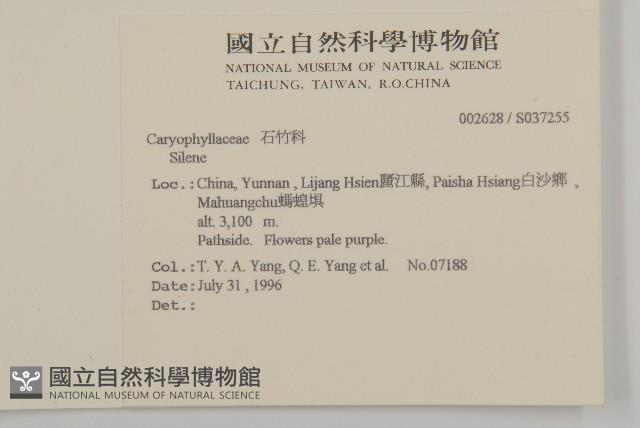 國立自然科學博物館
NATIONAL MUSEUM OF NATURAL SCIENCE
TAICHUNG, TAIWAN, R.O.CHINA
002628 / S037255
Caryophyllaceae 石竹科
Silene
Loc.:China, Yunnan , Lijang Hsien麗江縣, Paisha Hsiang白沙鄉 ,
Mahuangchu螞蝗埧
alt. 3,100 m.
Pathside. Flowers pale purple.
Col.:T. Y. A. Yang, Q. E. Yang et al. No.07188
Date:July 31 , 1996
Det.:
國立自然科學博物館
NATIONAL MUSEUM OF NATURAL SCIENCE